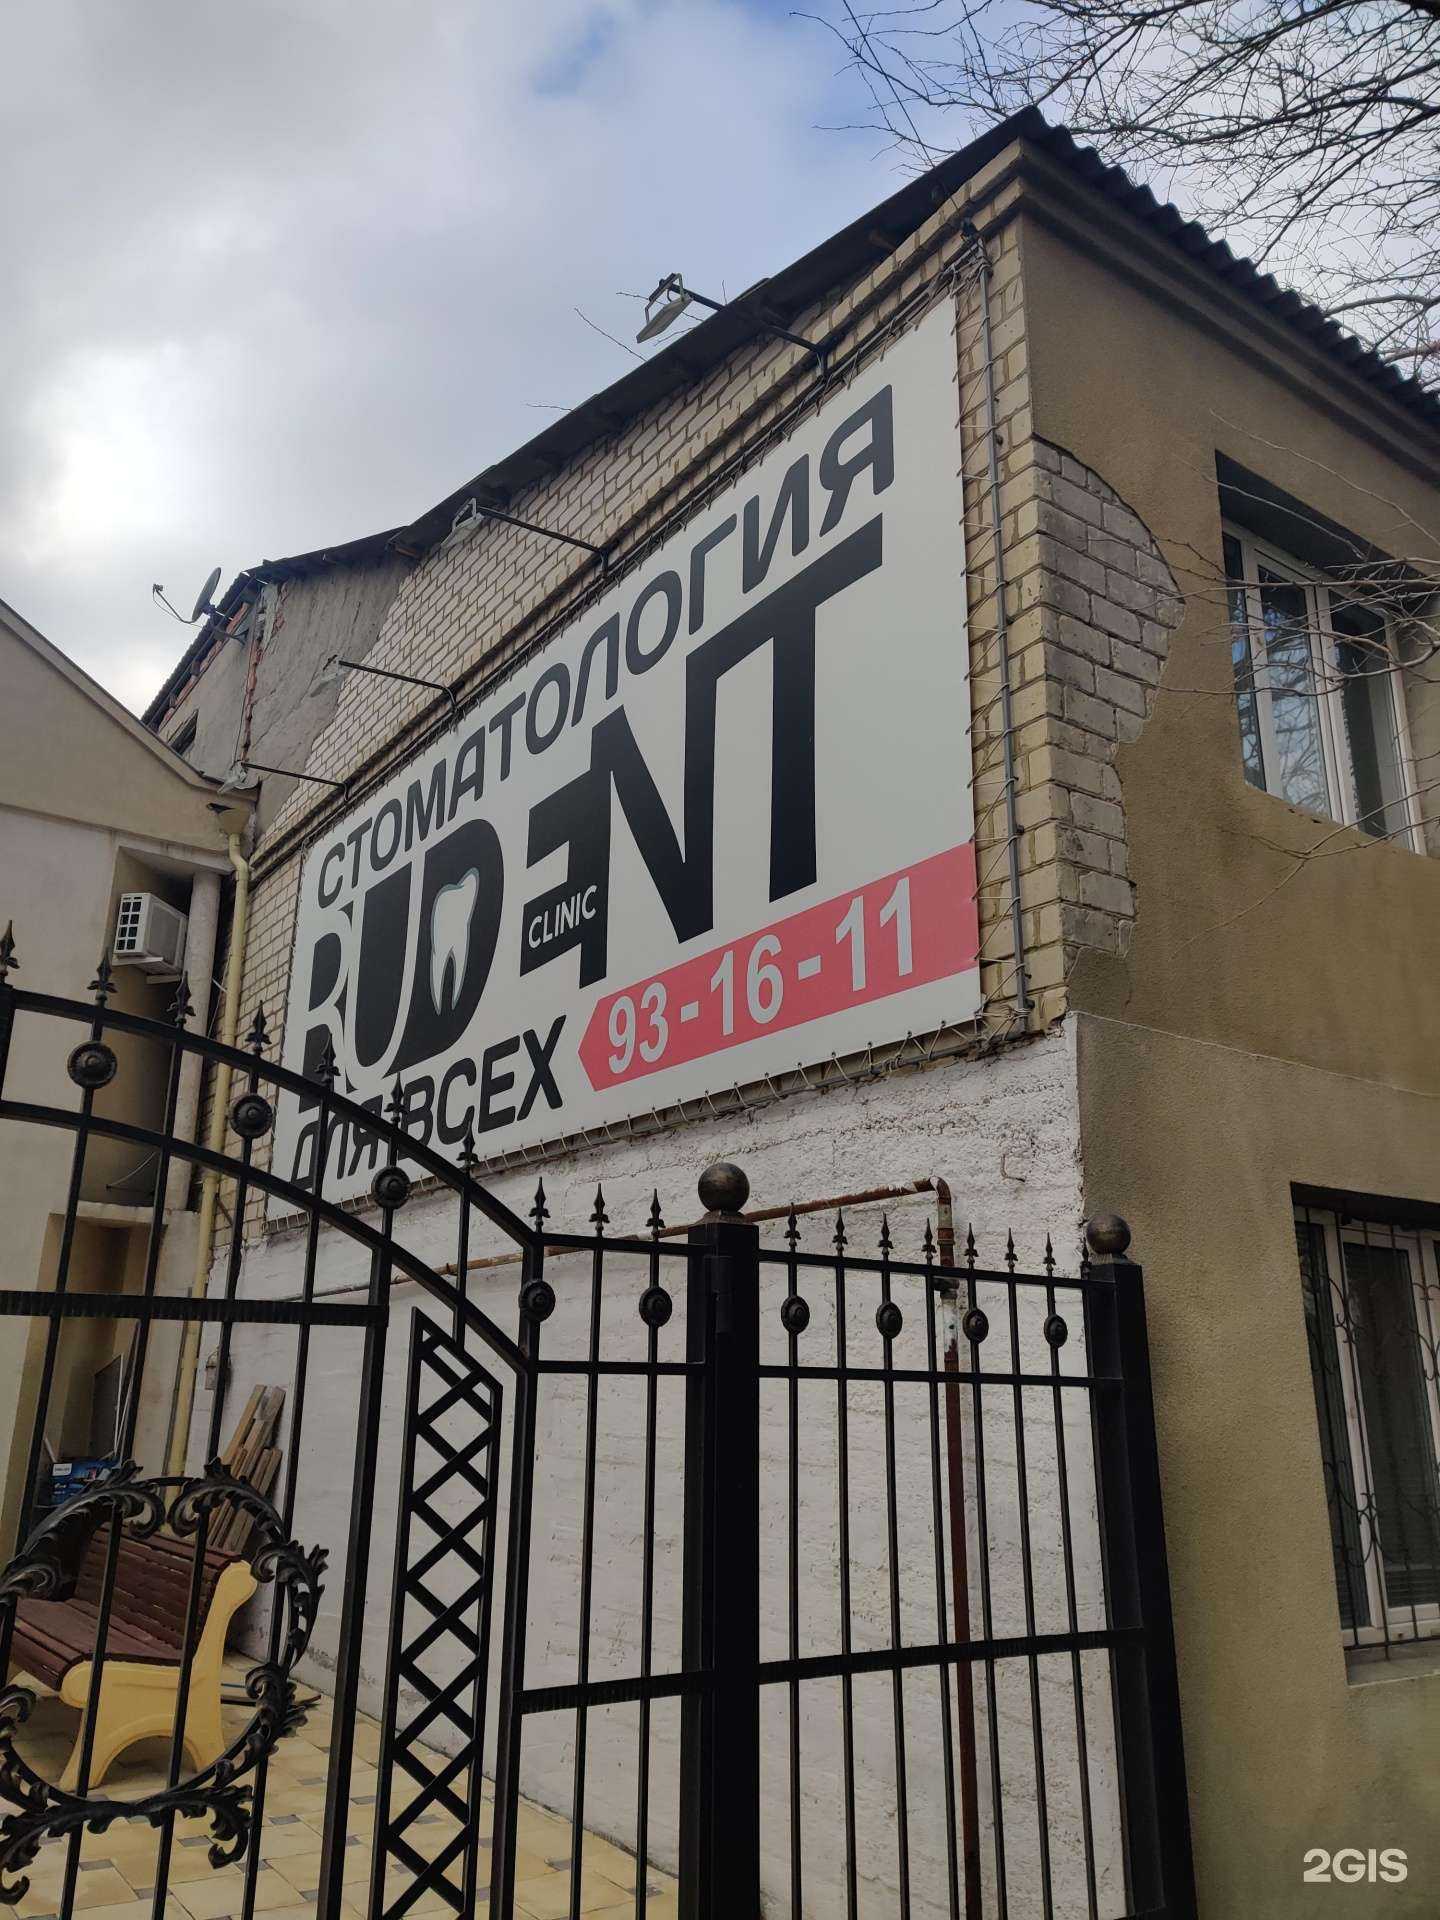 СТОМАТОЛОГИЯ
RUDENT
CLINIC
ДЛЯ ВСЕХ
93-16-11
2GIS